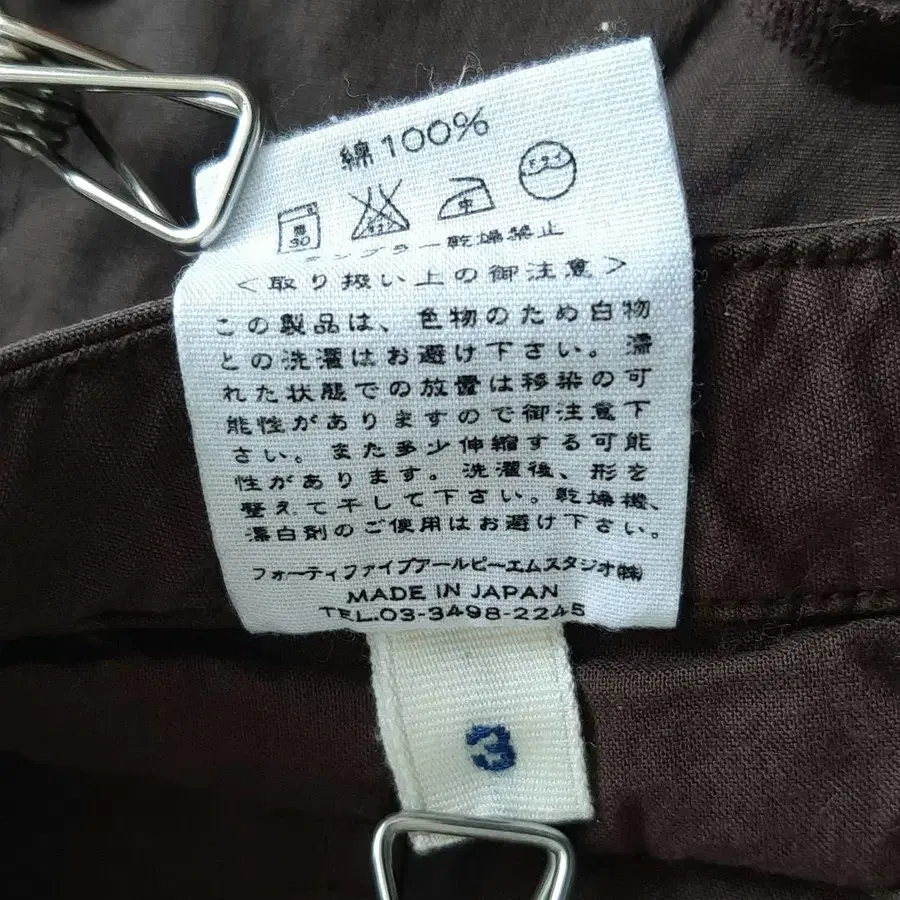 綿100%
30
中
ドライ
タンブラー乾燥禁止
<取り扱い上の御注意>
この製品は、色物のため白物
との洗濯はお避け下さい。濡
れた状態での放置は移染の可
能性がありますので御注意下
さい。また多少伸縮する可能
性があります。洗濯後、形を
整えて干して下さい。乾燥機、
漂白剤のご使用はお避け下さい。
フォーティファイブアールピーエムスタジオ㈱
MADE IN JAPAN
TEL.03-3498-2245
3